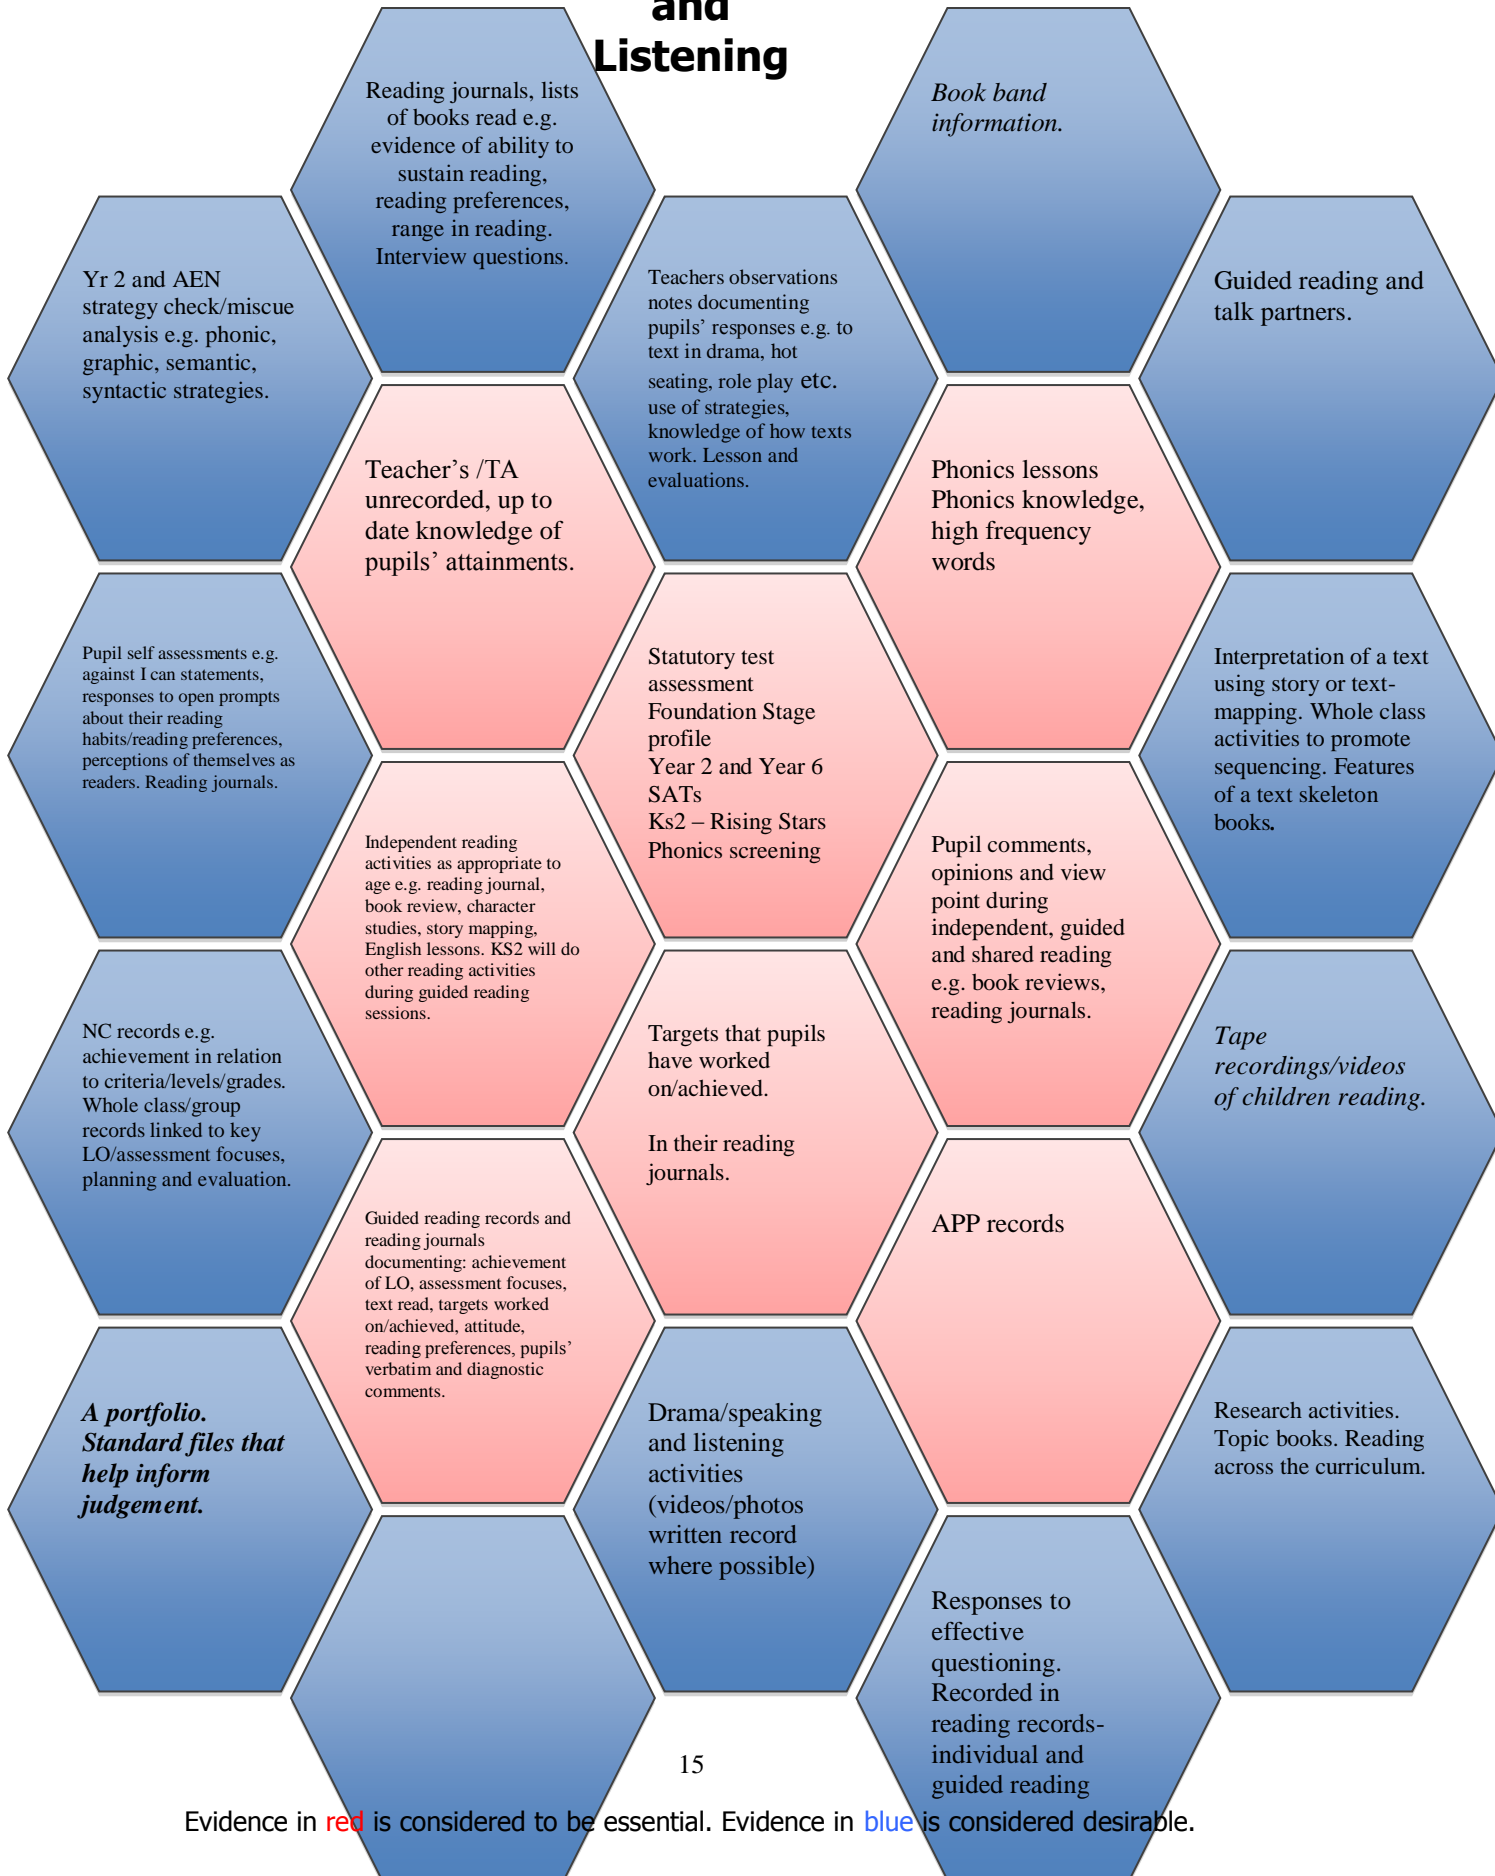 and
Listening
Reading journals, lists
of books read e.g.
evidence of ability to
sustain reading,
reading preferences,
range in reading.
Interview questions.
Book band
information.
Yr 2 and AEN
strategy check/miscue
analysis e.g. phonic,
graphic, semantic,
syntactic strategies.
Teachers observations
notes documenting
pupils’ responses e.g. to
text in drama, hot
seating, role play etc.
use of strategies,
knowledge of how texts
work. Lesson and
evaluations.
Guided reading and
talk partners.
Teacher’s /TA
unrecorded, up to
date knowledge of
pupils’ attainments.
Phonics lessons
Phonics knowledge,
high frequency
words
Pupil self assessments e.g.
against I can statements,
responses to open prompts
about their reading
habits/reading preferences,
perceptions of themselves as
readers. Reading journals.
Statutory test
assessment
Foundation Stage
profile
Year 2 and Year 6
SATs
Ks2 – Rising Stars
Phonics screening
Interpretation of a text
using story or text-
mapping. Whole class
activities to promote
sequencing. Features
of a text skeleton
books.
Independent reading
activities as appropriate to
age e.g. reading journal,
book review, character
studies, story mapping,
English lessons. KS2 will do
other reading activities
during guided reading
sessions.
Pupil comments,
opinions and view
point during
independent, guided
and shared reading
e.g. book reviews,
reading journals.
NC records e.g.
achievement in relation
to criteria/levels/grades.
Whole class/group
records linked to key
LO/assessment focuses,
planning and evaluation.
Targets that pupils
have worked
on/achieved.
In their reading
journals.
Tape
recordings/videos
of children reading.
Guided reading records and
reading journals
documenting: achievement
of LO, assessment focuses,
text read, targets worked
on/achieved, attitude,
reading preferences, pupils’
verbatim and diagnostic
comments.
APP records
A portfolio.
Standard files that
help inform
judgement.
Drama/speaking
and listening
activities
(videos/photos
written record
where possible)
Research activities.
Topic books. Reading
across the curriculum.
Responses to
effective
questioning.
Recorded in
reading records-
individual and
guided reading
15
Evidence in red is considered to be essential. Evidence in blue is considered desirable.